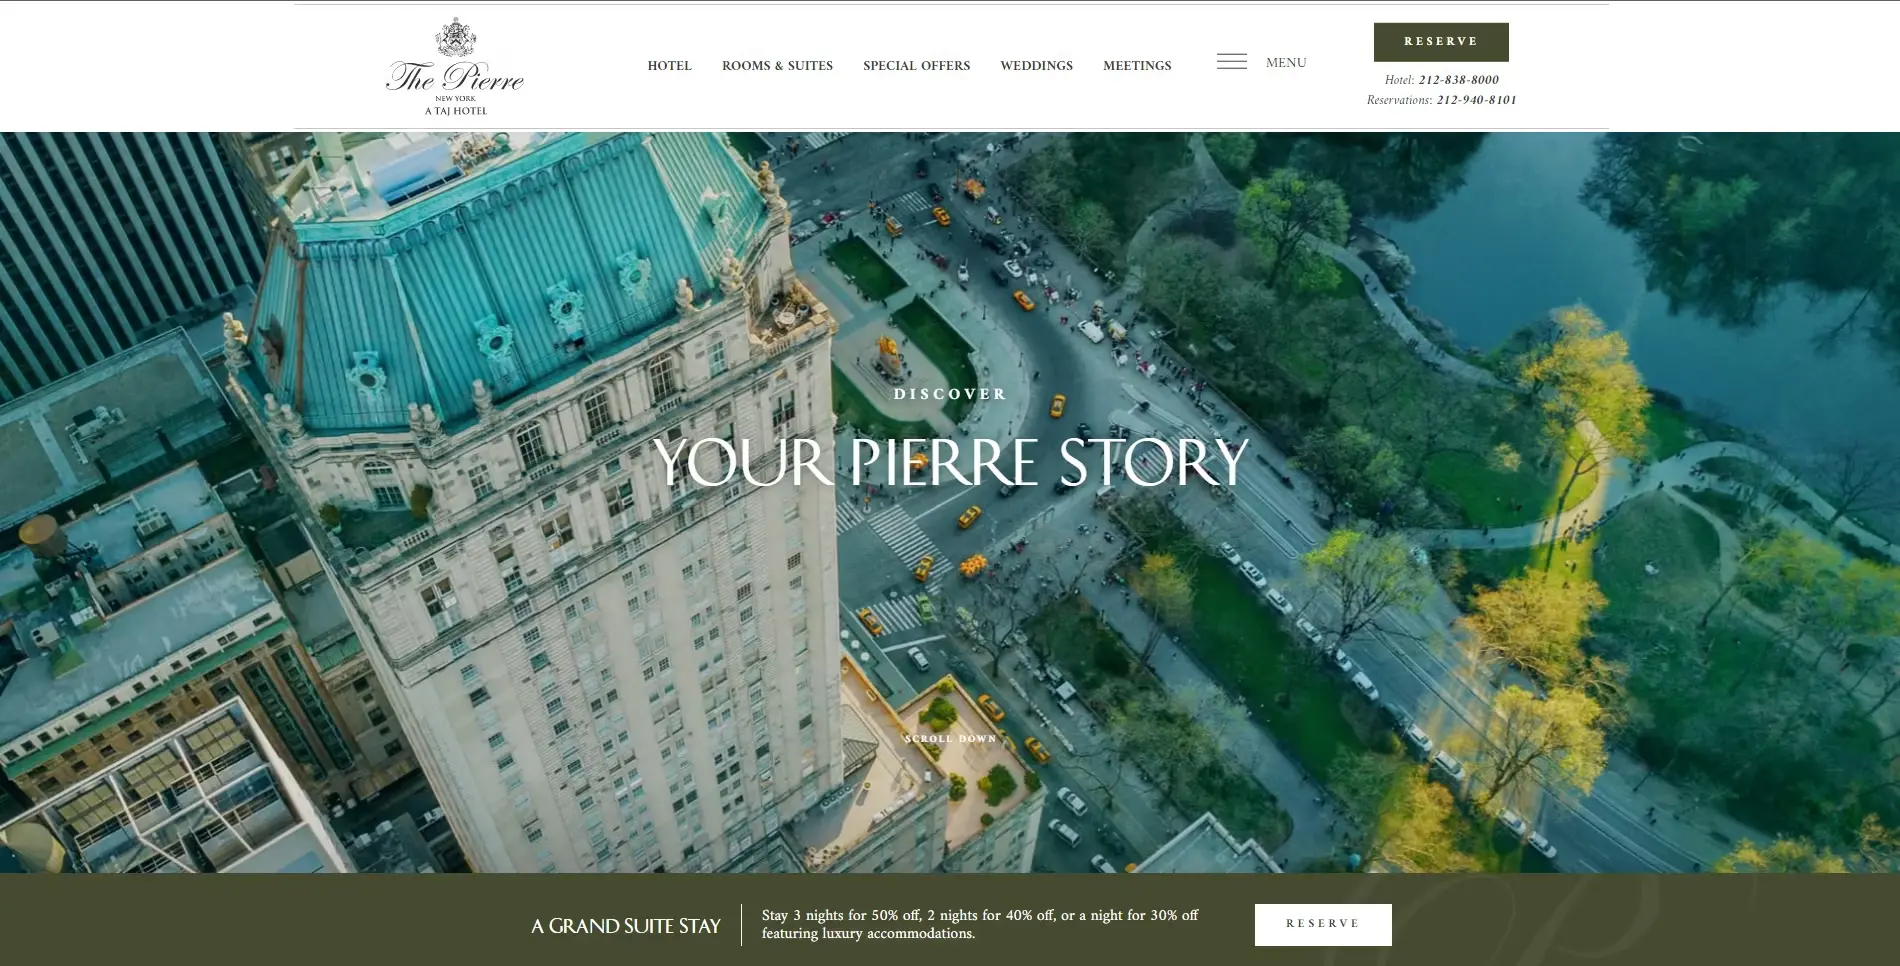 The Pierre
NEW YORK
A TAJ HOTEL
HOTEL
ROOMS & SUITES
SPECIAL OFFERS
WEDDINGS
MEETINGS
MENU
RESERVE
Hotel: 212-838-8000
Reservations: 212-940-8101
DISCOVER
YOUR PIERRE STORY
SCROLL DOWN
A GRAND SUITE STAY
Stay 3 nights for 50% off, 2 nights for 40% off, or a night for 30% off
featuring luxury accommodations.
RESERVE